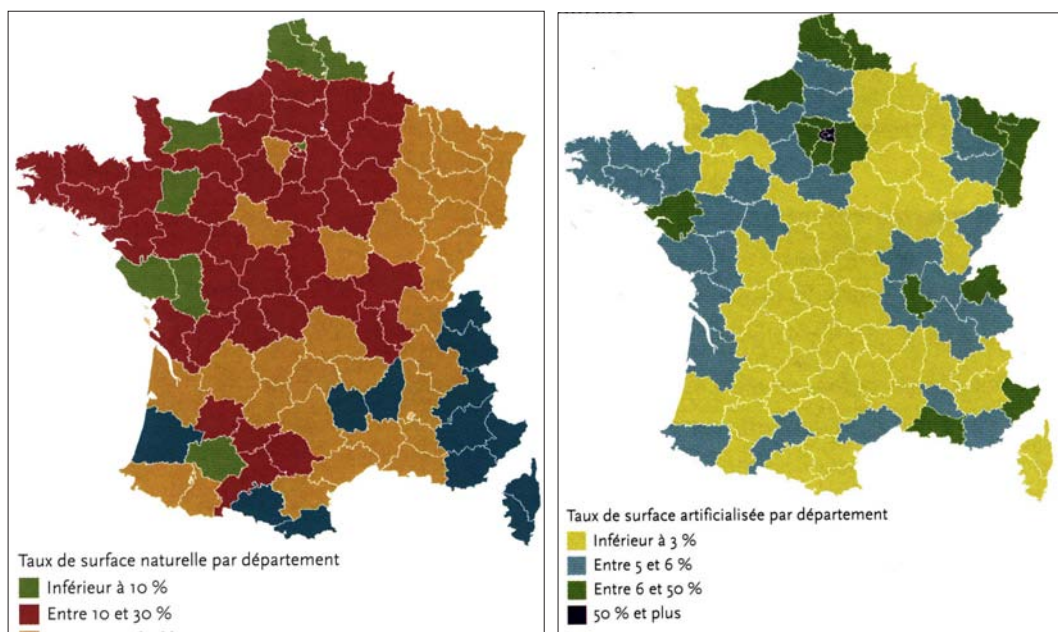 Taux de surface naturelle par département
Inférieur à 10 %
Entre 10 et 30 %
Taux de surface artificialisée par département
Inférieur à 3 %
Entre 5 et 6 %
Entre 6 et 50 %
50 % et plus